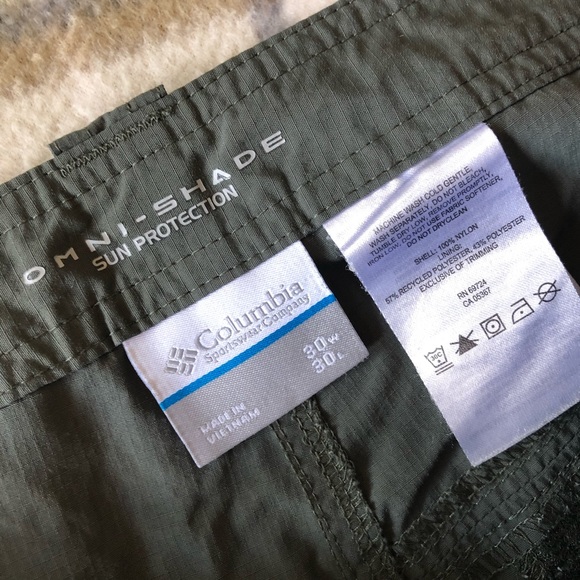 OMNI-SHADE
SUN PROTECTION
Columbia
Sportswear Company
30W
30L
MADE IN
VIETNAM
MACHINE WASH COLD GENTLE,
WASH SEPARATELY, DO NOT BLEACH,
TUMBLE DRY LOW, REMOVE PROMPTLY,
DO NOT USE FABRIC SOFTENER,
DO NOT DRYCLEAN
SHELL: 100% NYLON
LINING:
57% RECYCLED POLYESTER, 43% POLYESTER
EXCLUSIVE OF TRIMMING
RN 69724
CA 05367
30C